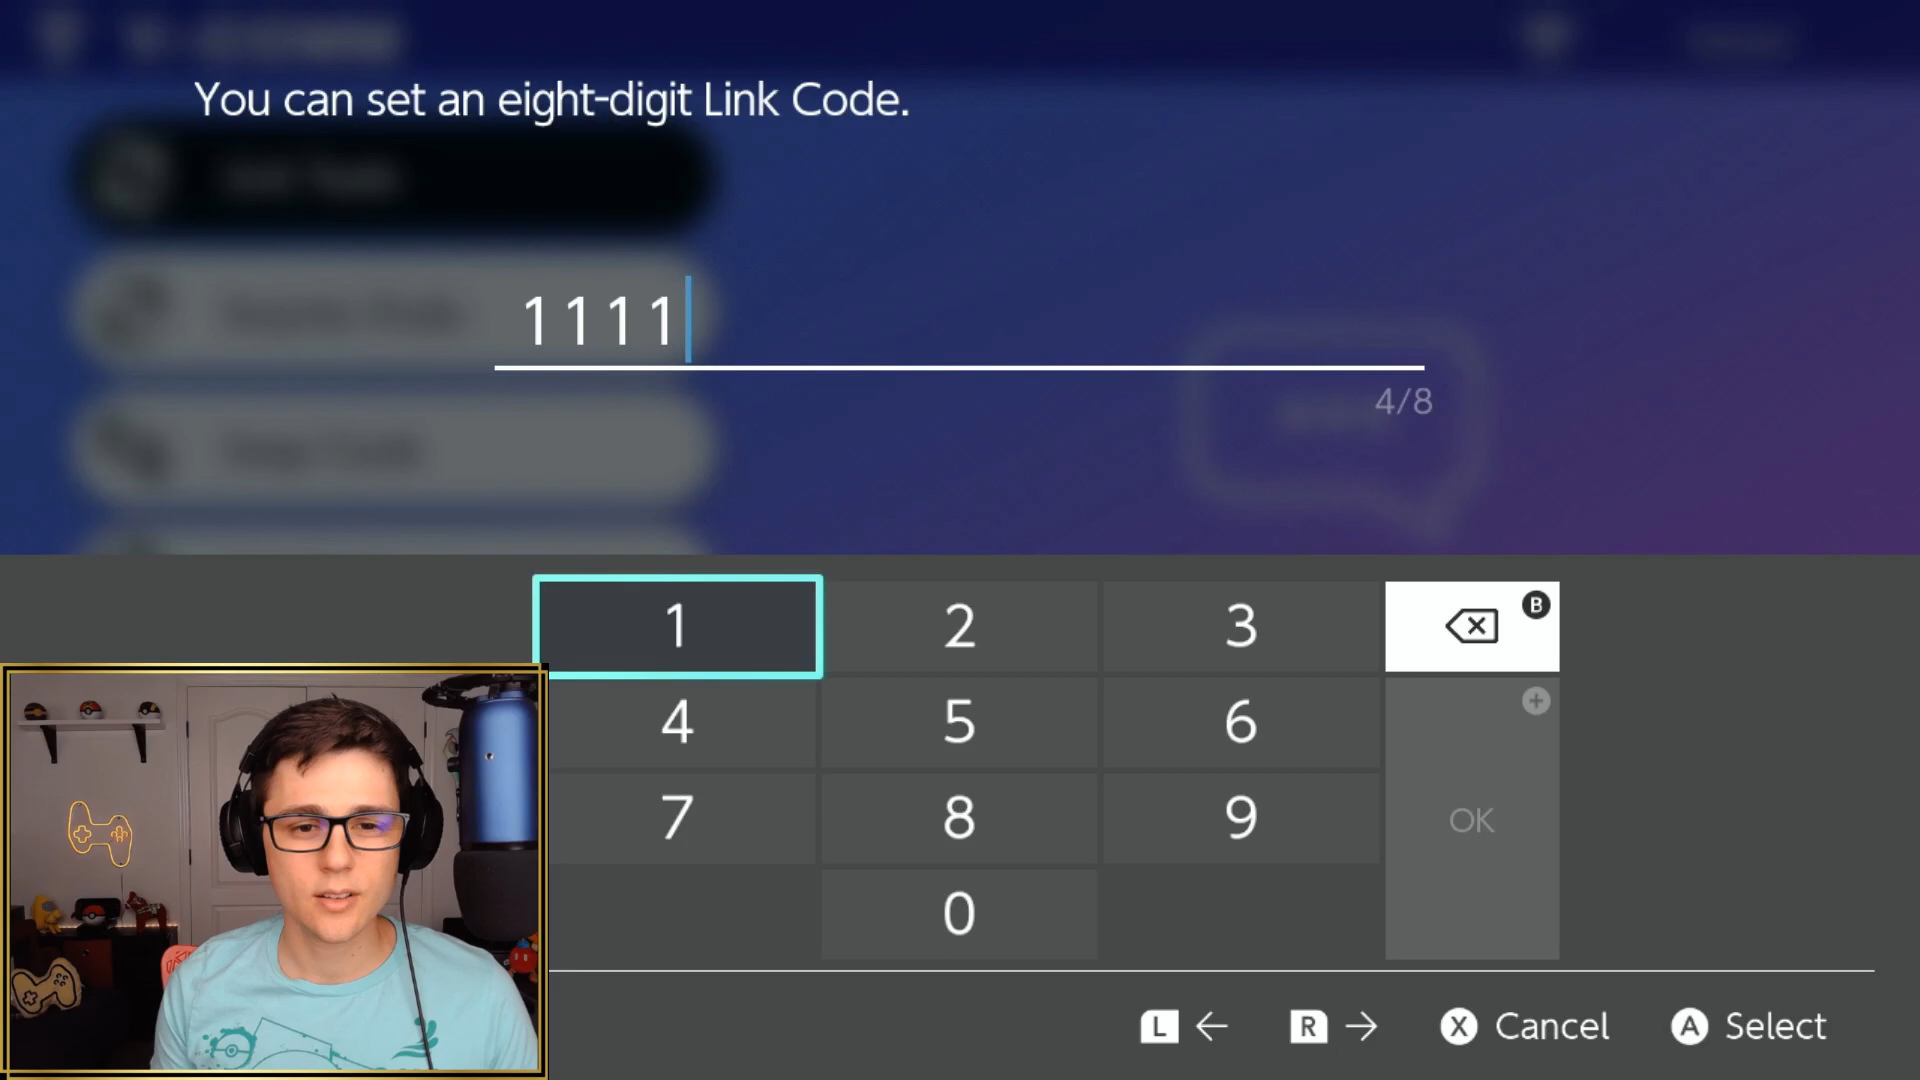 You can set an eight-digit Link Code.
1111
4/8
1 2 3 B
4 5 6 +
7 8 9 OK
0
L ← R → X Cancel A Select